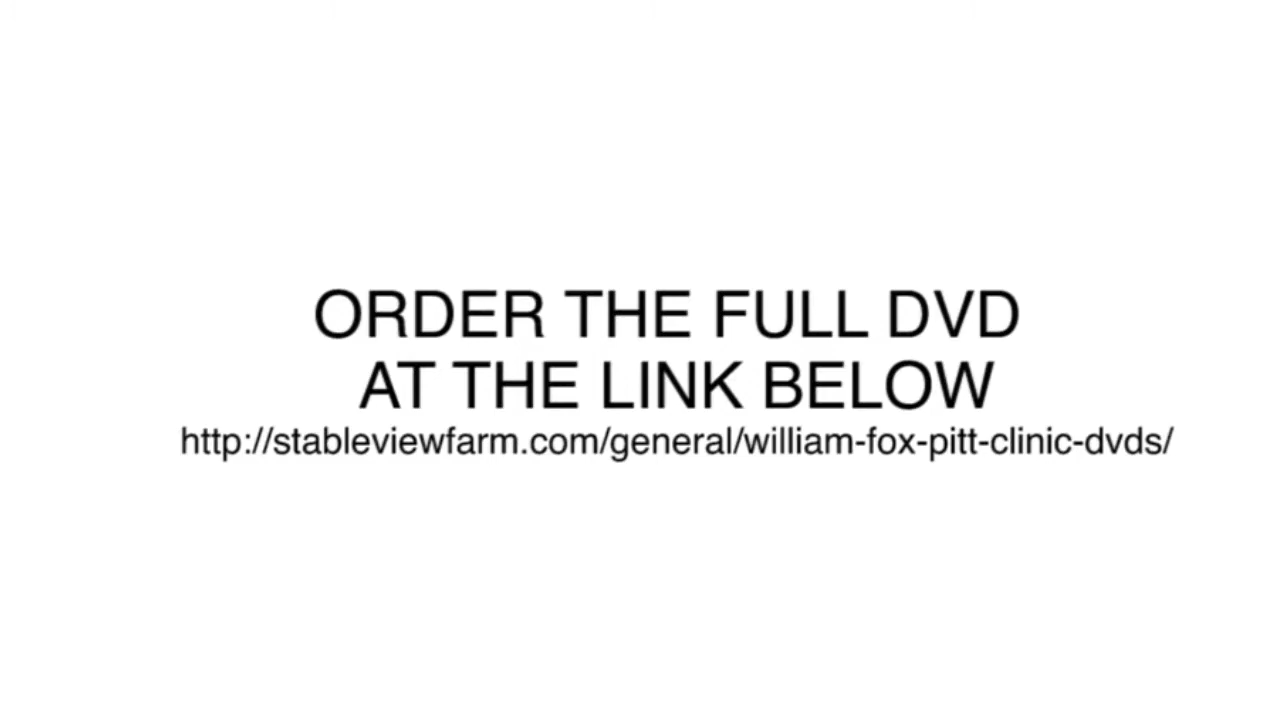 ORDER THE FULL DVD
AT THE LINK BELOW
http://stableviewfarm.com/general/william-fox-pitt-clinic-dvds/